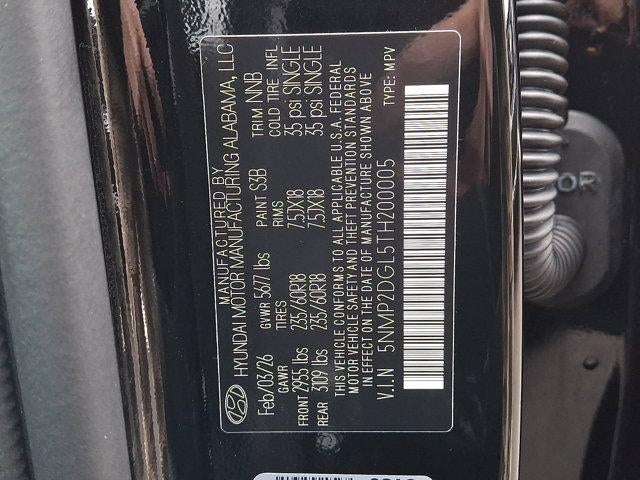 MANUFACTURED BY
HYUNDAI MOTOR MANUFACTURING ALABAMA, LLC
Feb/03/26 GVWR 5677 lbs PAINT S3B TRIM NNB
GAWR TIRES RIMS COLD TIRE INFL
FRONT 2955 lbs 235/60R18 7.5JX18 35 psi SINGLE
REAR 3109 lbs 235/60R18 7.5JX18 35 psi SINGLE
THIS VEHICLE CONFORMS TO ALL APPLICABLE U.S.A. FEDERAL
MOTOR VEHICLE SAFETY AND THEFT PREVENTION STANDARDS
IN EFFECT ON THE DATE OF MANUFACTURE SHOWN ABOVE
V.I.N 5NMP2DGL5TH200005 TYPE: MPV
OR